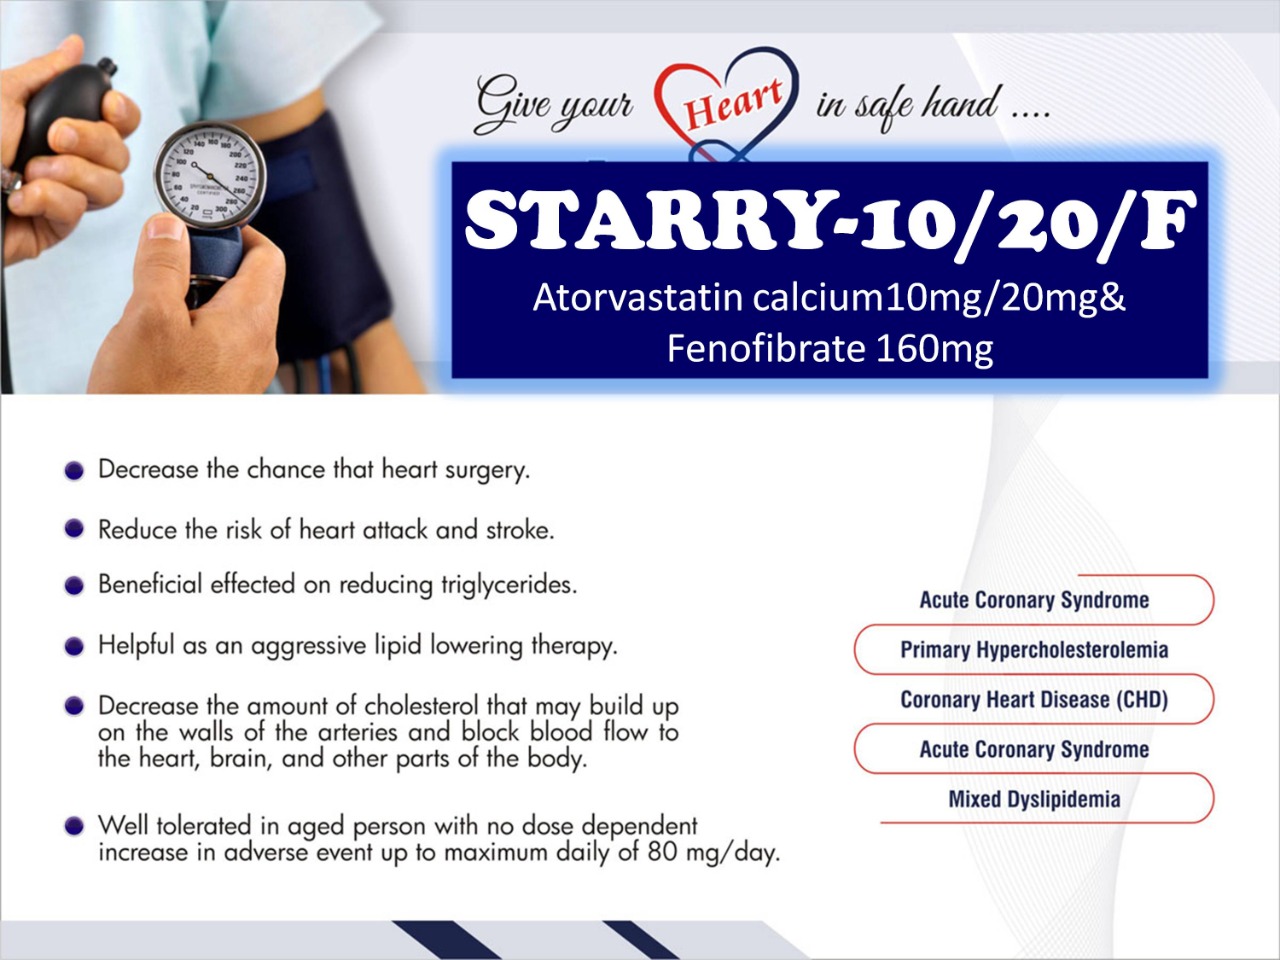 Give your Heart in safe hand ....
STARRY-10/20/F
Atorvastatin calcium10mg/20mg&
Fenofibrate 160mg
Decrease the chance that heart surgery.
Reduce the risk of heart attack and stroke.
Beneficial effected on reducing triglycerides.
Helpful as an aggressive lipid lowering therapy.
Decrease the amount of cholesterol that may build up
on the walls of the arteries and block blood flow to
the heart, brain, and other parts of the body.
Well tolerated in aged person with no dose dependent
increase in adverse event up to maximum daily of 80 mg/day.
Acute Coronary Syndrome
Primary Hypercholesterolemia
Coronary Heart Disease (CHD)
Acute Coronary Syndrome
Mixed Dyslipidemia